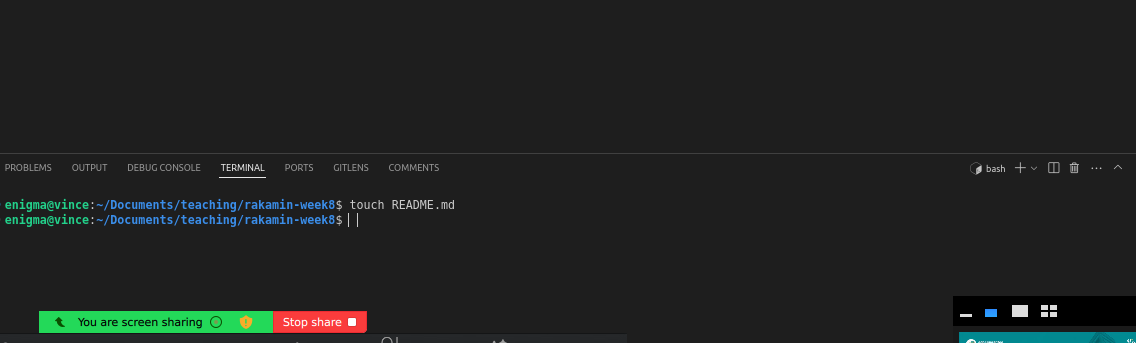 PROBLEMS OUTPUT DEBUG CONSOLE TERMINAL PORTS GITLENS COMMENTS bash
enigma@vince:~/Documents/teaching/rakamin-week8$ touch README.md
enigma@vince:~/Documents/teaching/rakamin-week8$
You are screen sharing Stop share